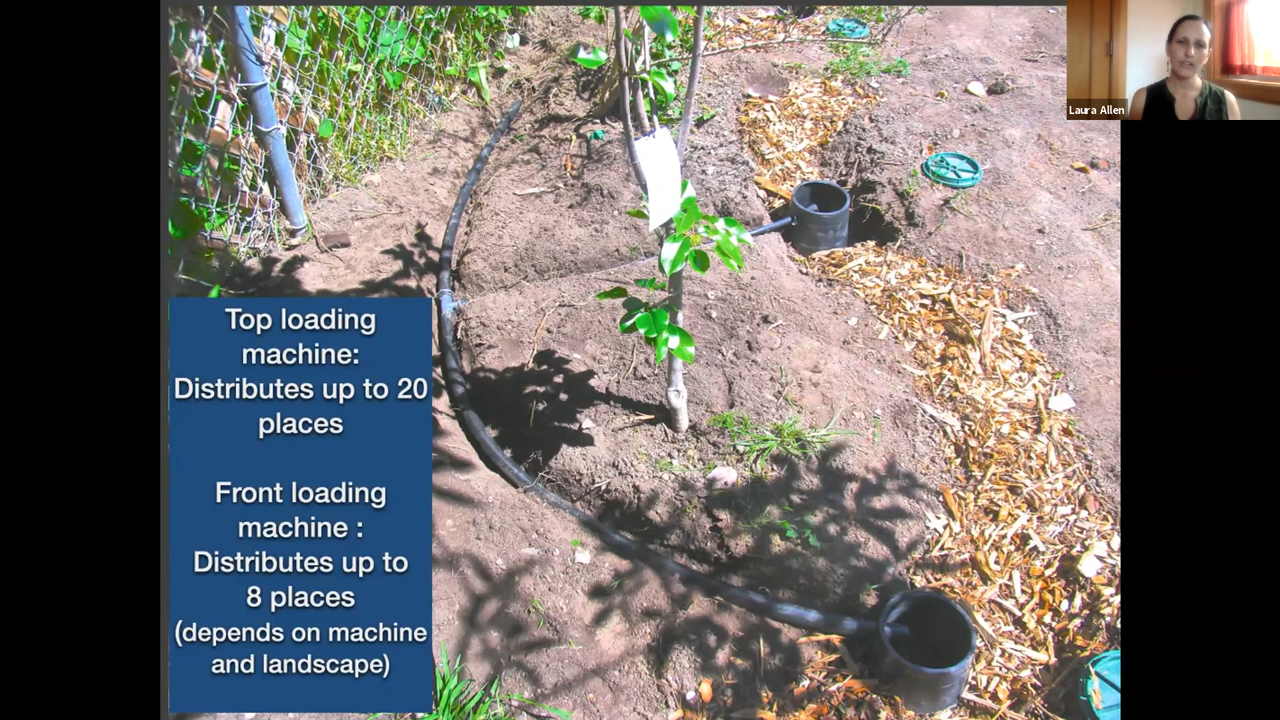 Laura Allen
Top loading
machine:
Distributes up to 20
places
Front loading
machine :
Distributes up to
8 places
(depends on machine
and landscape)